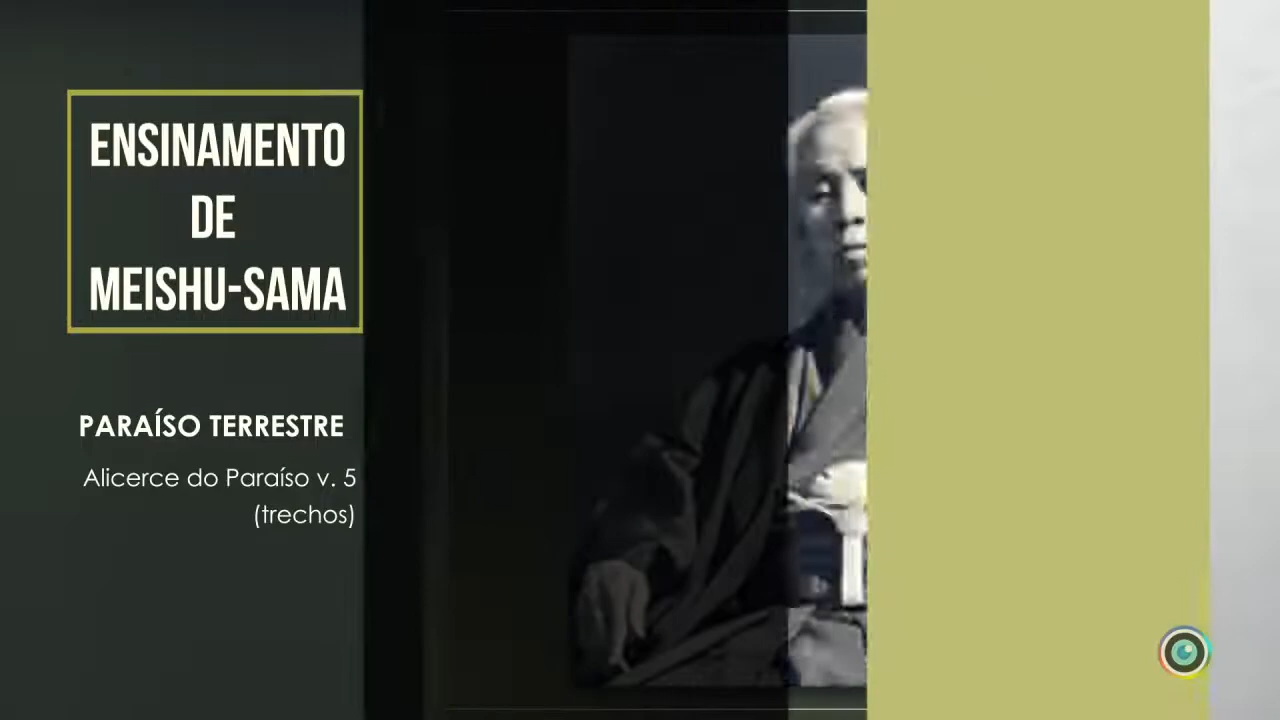 ENSINAMENTO
DE
MEISHU-SAMA
PARAÍSO TERRESTRE
Alicerce do Paraíso v. 5
(trechos)